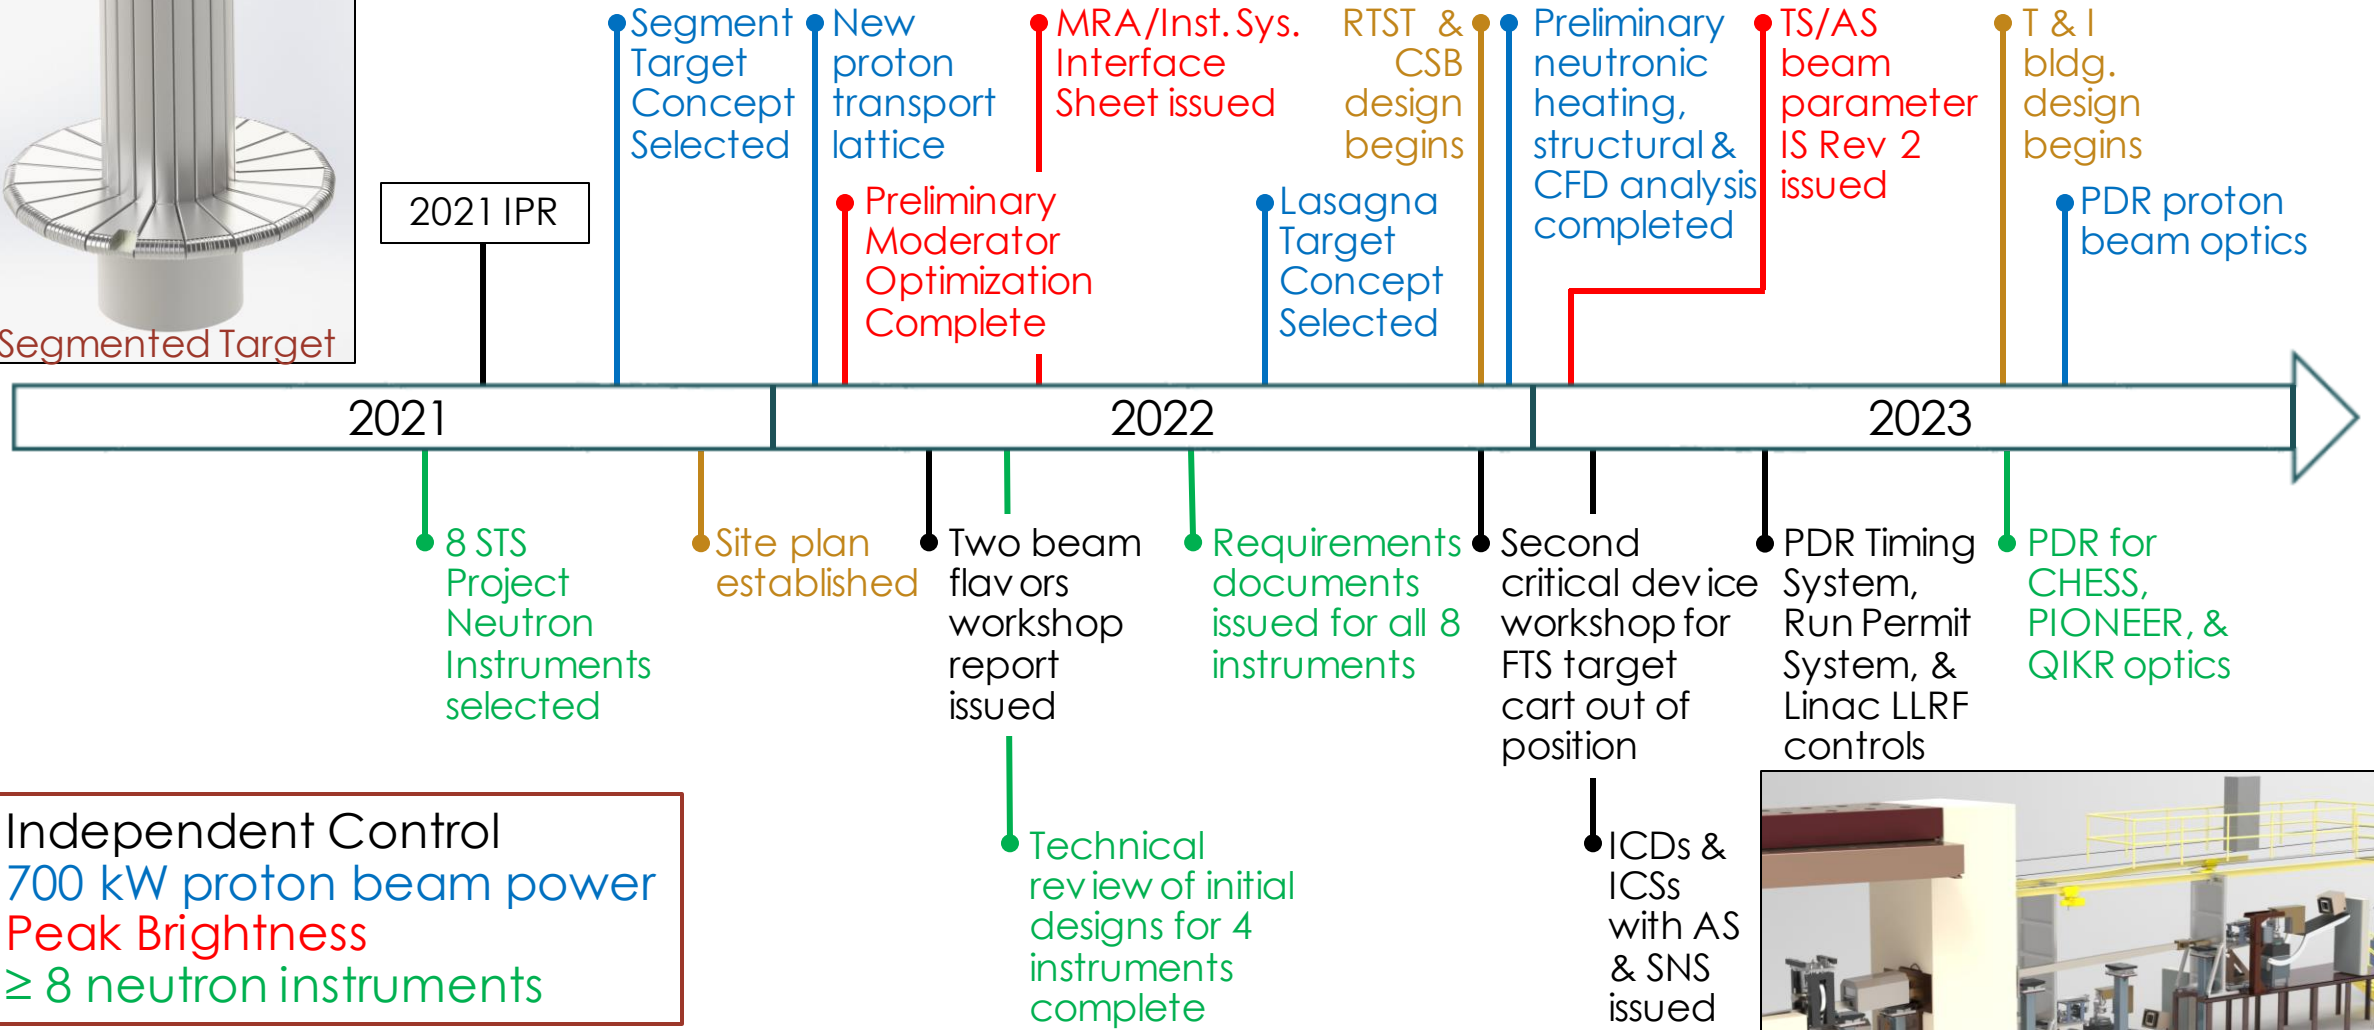 Segmented Target
2021 IPR
Segment
Target
Concept
Selected
New
proton
transport
lattice
Preliminary
Moderator
Optimization
Complete
MRA/Inst. Sys.
Interface
Sheet issued
Lasagna
Target
Concept
Selected
RTST &
CSB
design
begins
Preliminary
neutronic
heating,
structural &
CFD analysis
completed
TS/AS
beam
parameter
IS Rev 2
issued
T & I
bldg.
design
begins
PDR proton
beam optics
2021
2022
2023
8 STS
Project
Neutron
Instruments
selected
Site plan
established
Two beam
flavors
workshop
report
issued
Technical
review of initial
designs for 4
instruments
complete
Requirements
documents
issued for all 8
instruments
Second
critical device
workshop for
FTS target
cart out of
position
ICDs &
ICSs
with AS
& SNS
issued
PDR Timing
System,
Run Permit
System, &
Linac LLRF
controls
PDR for
CHESS,
PIONEER, &
QIKR optics
Independent Control
700 kW proton beam power
Peak Brightness
≥ 8 neutron instruments